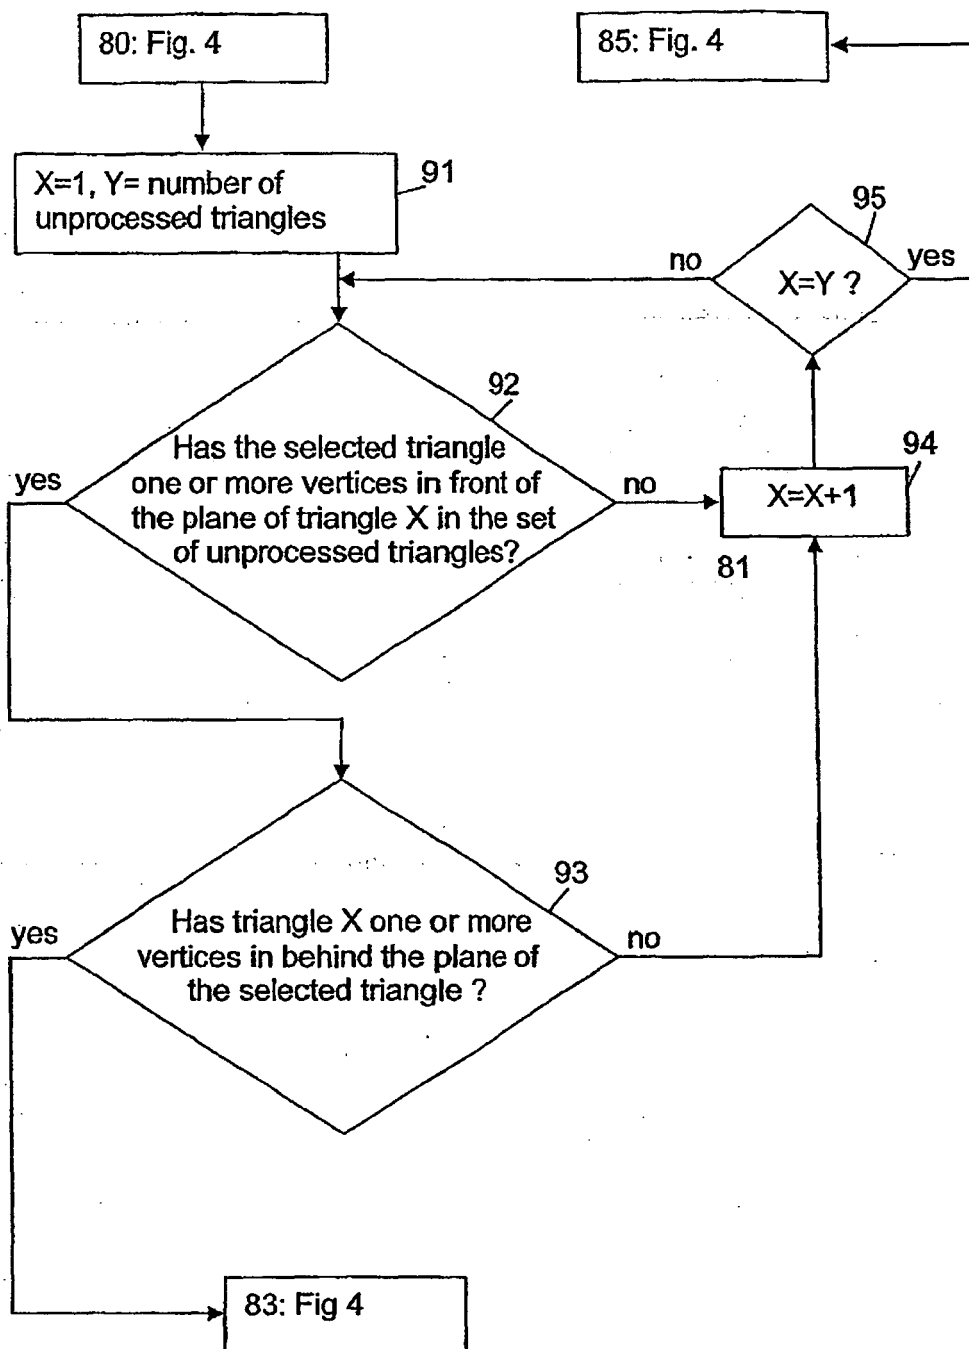 80: Fig. 4
85: Fig. 4
X=1, Y= number of
unprocessed triangles
91
95
no
X=Y ?
yes
92
Has the selected triangle
one or more vertices in front of
the plane of triangle X in the set
of unprocessed triangles?
yes
no
94
X=X+1
81
93
Has triangle X one or more
vertices in behind the plane of
the selected triangle ?
yes
no
83: Fig 4